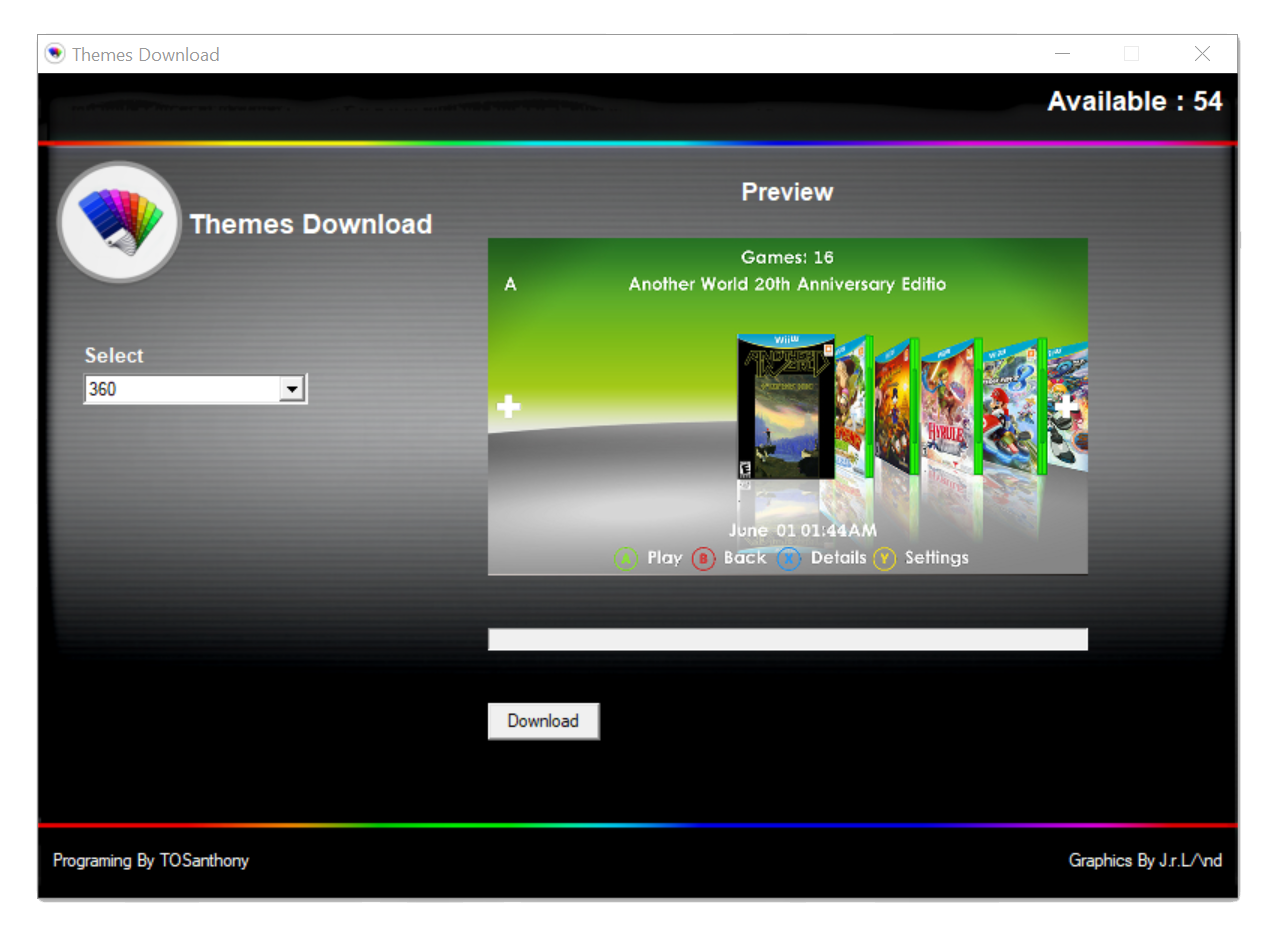 Themes Download
Available : 54
Themes Download
Preview
Games: 16
A
Another World 20th Anniversary Editio
Select
360
WiiU
HYRULE
June 01 01:44AM
A Play B Back X Details Y Settings
Download
Programing By TOSanthony
Graphics By J.r.L/\nd